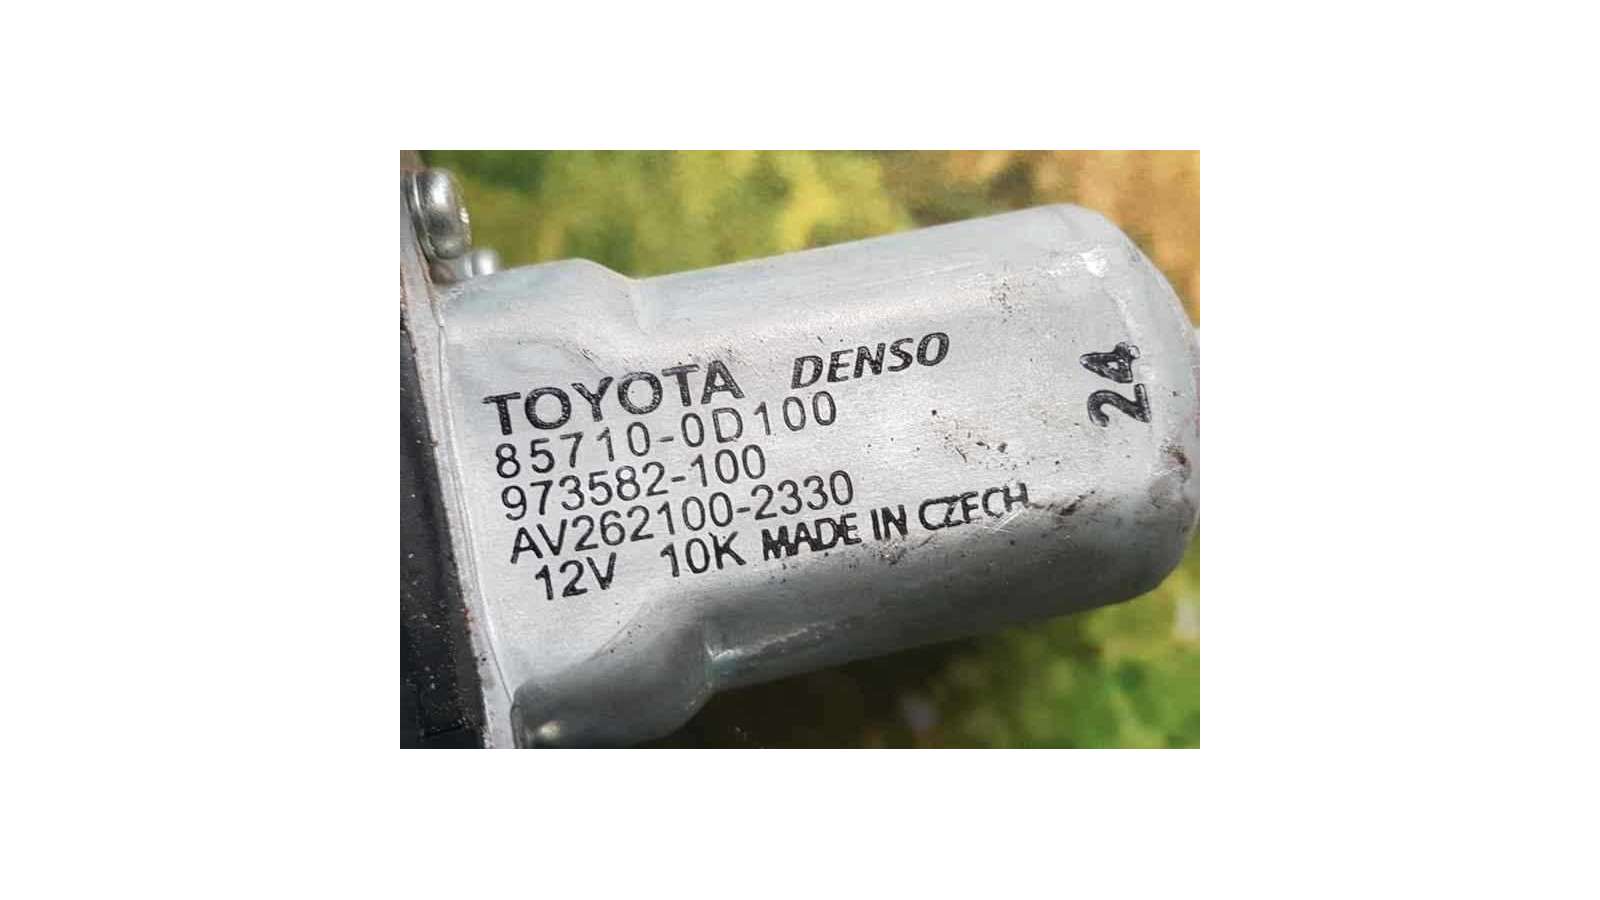 TOYOTA DENSO
85710-0D100
973582-100
AV262100-2330
12V 10K MADE IN CZECH
24